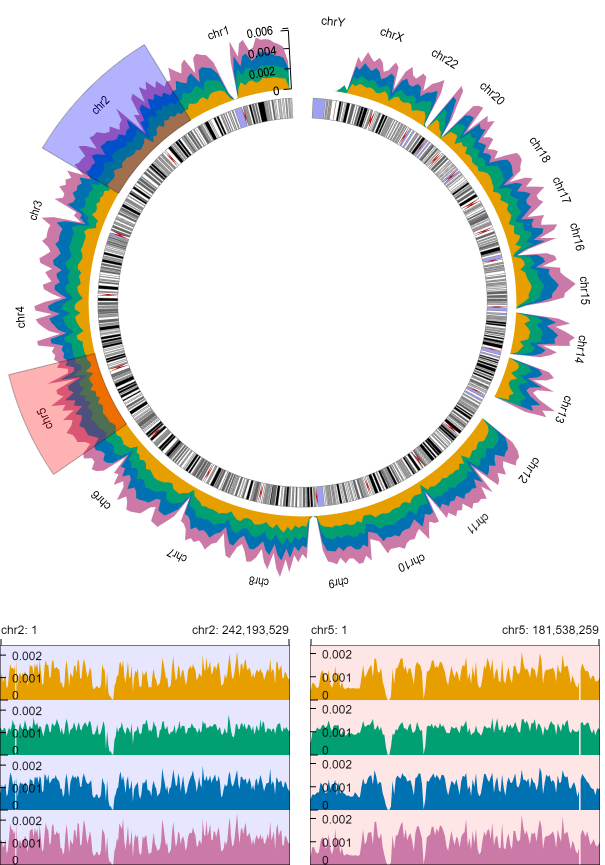 chrY
chr1
0.006
0.004
0.002
0
chrX
chr22
chr20
chr18
chr17
chr16
chr15
chr14
chr13
chr12
chr11
chr10
chr9
chr8
chr7
chr6
chr5
chr4
chr3
chr2
chr2: 1
chr2: 242,193,529
chr5: 1
chr5: 181,538,259
0.002
0.001
0
0.002
0.001
0
0.002
0.001
0
0.002
0.001
0
0.002
0.001
0
0.002
0.001
0
0.002
0.001
0
0.002
0.001
0